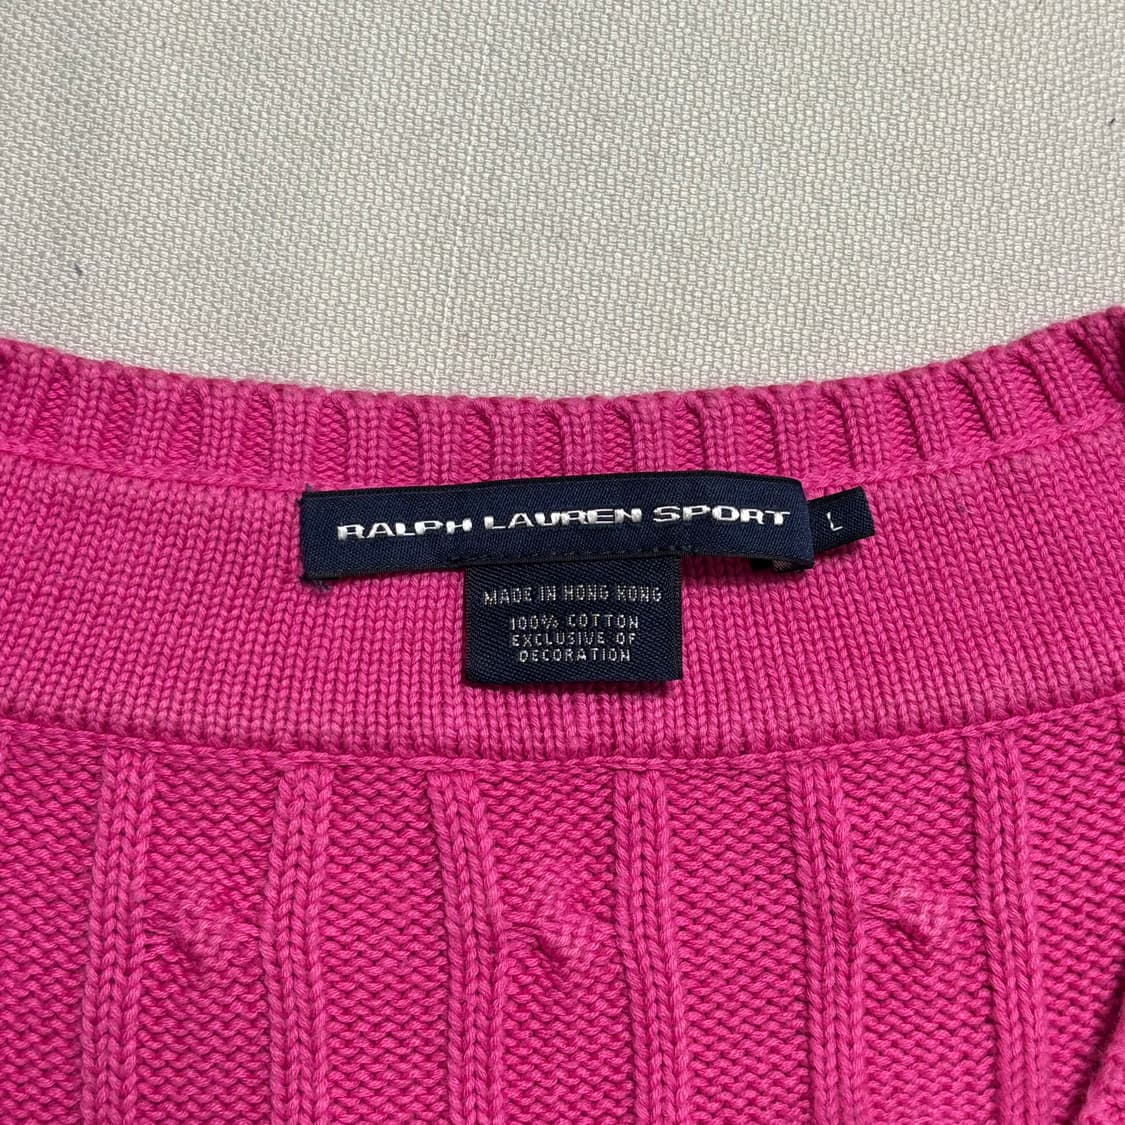 RALPH LAUREN SPORT
L
MADE IN HONG KONG
100% COTTON
EXCLUSIVE OF
DECORATION